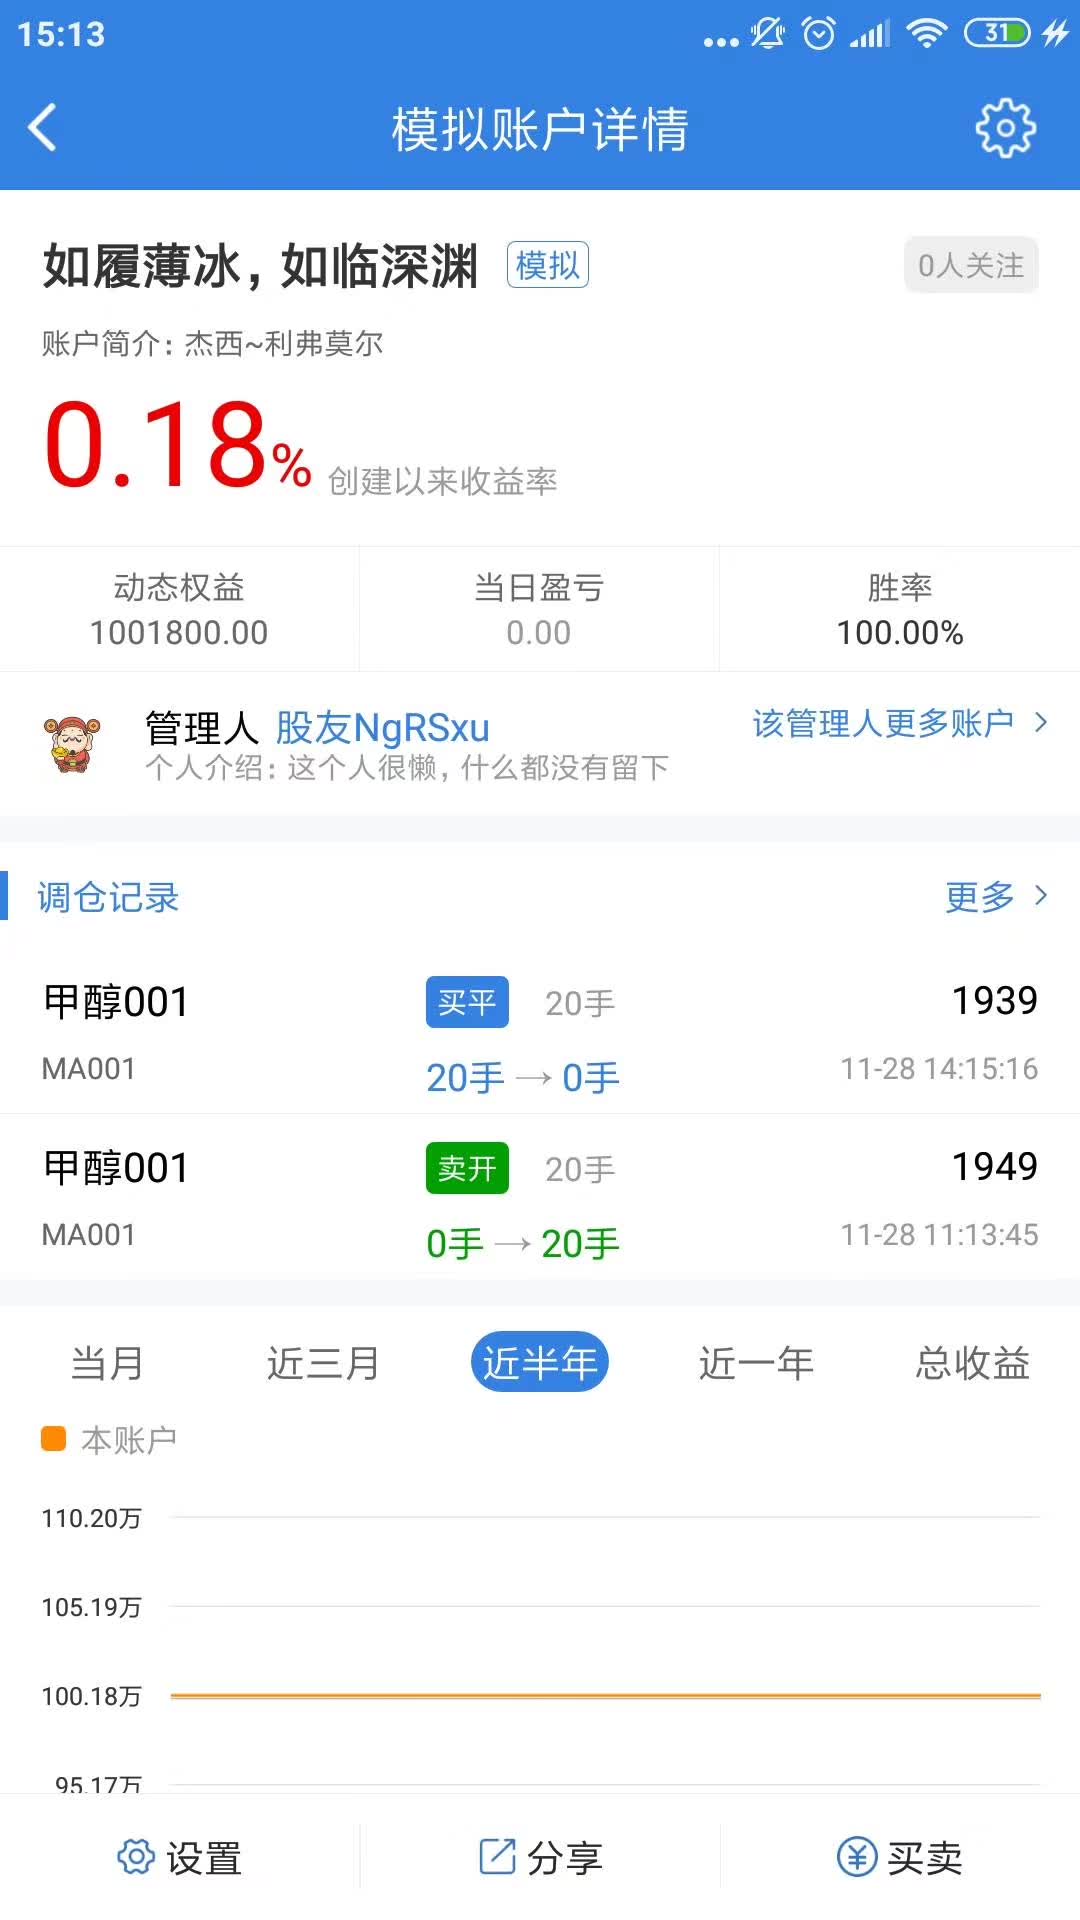 15:13
31
模拟账户详情
如履薄冰，如临深渊 模拟 0人关注
账户简介：杰西~利弗莫尔
0.18% 创建以来收益率
动态权益 当日盈亏 胜率
1001800.00 0.00 100.00%
管理人 股友NgRSxu 该管理人更多账户
个人介绍：这个人很懒，什么都没有留下
调仓记录 更多
甲醇001 买平 20手 1939
MA001 20手→0手 11-28 14:15:16
甲醇001 卖开 20手 1949
MA001 0手→20手 11-28 11:13:45
当月 近三月 近半年 近一年 总收益
本账户
110.20万
105.19万
100.18万
95.17万
设置 分享 买卖